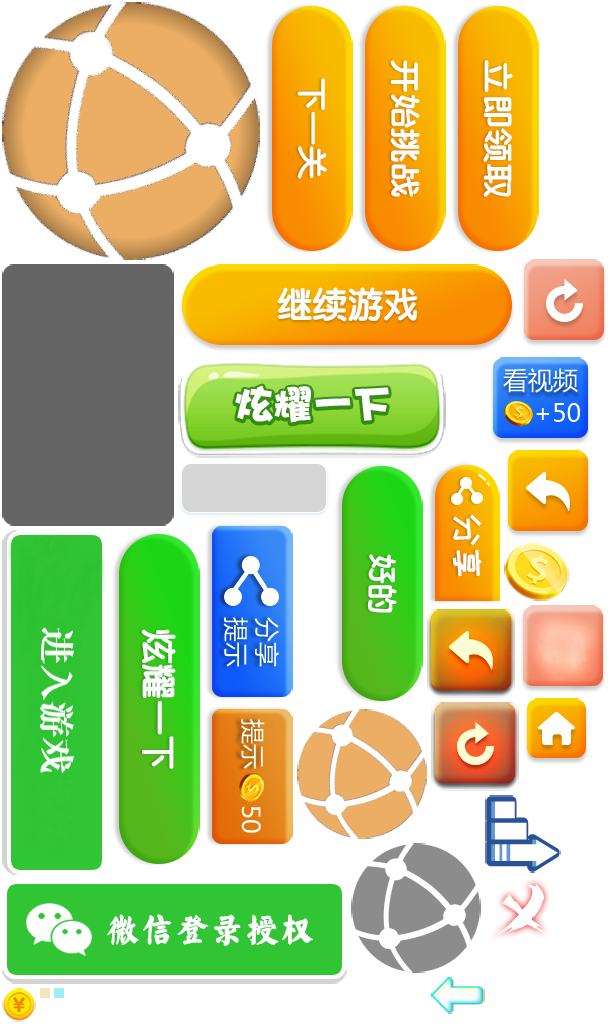 下一关
开始挑战
立即领取
继续游戏
炫耀一下
看视频
+50
分享
好的
分享
提示
进入游戏
炫耀一下
提示
50
微信登录授权
¥